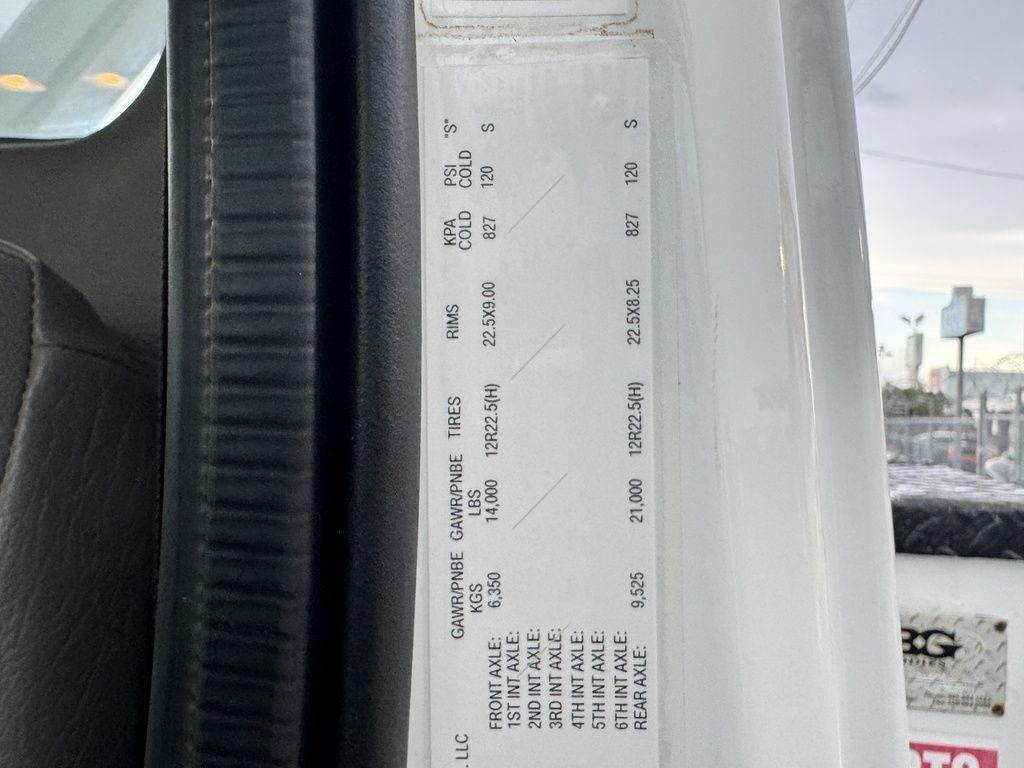 GAWR/PNBE GAWR/PNBE TIRES RIMS KPA PSI "S"
KGS LBS COLD COLD
FRONT AXLE: 6,350 14,000 12R22.5(H) 22.5X9.00 827 120 S
1ST INT AXLE:
2ND INT AXLE:
3RD INT AXLE:
4TH INT AXLE:
5TH INT AXLE:
6TH INT AXLE:
REAR AXLE: 9,525 21,000 12R22.5(H) 22.5X8.25 827 120 S
LLC
BG